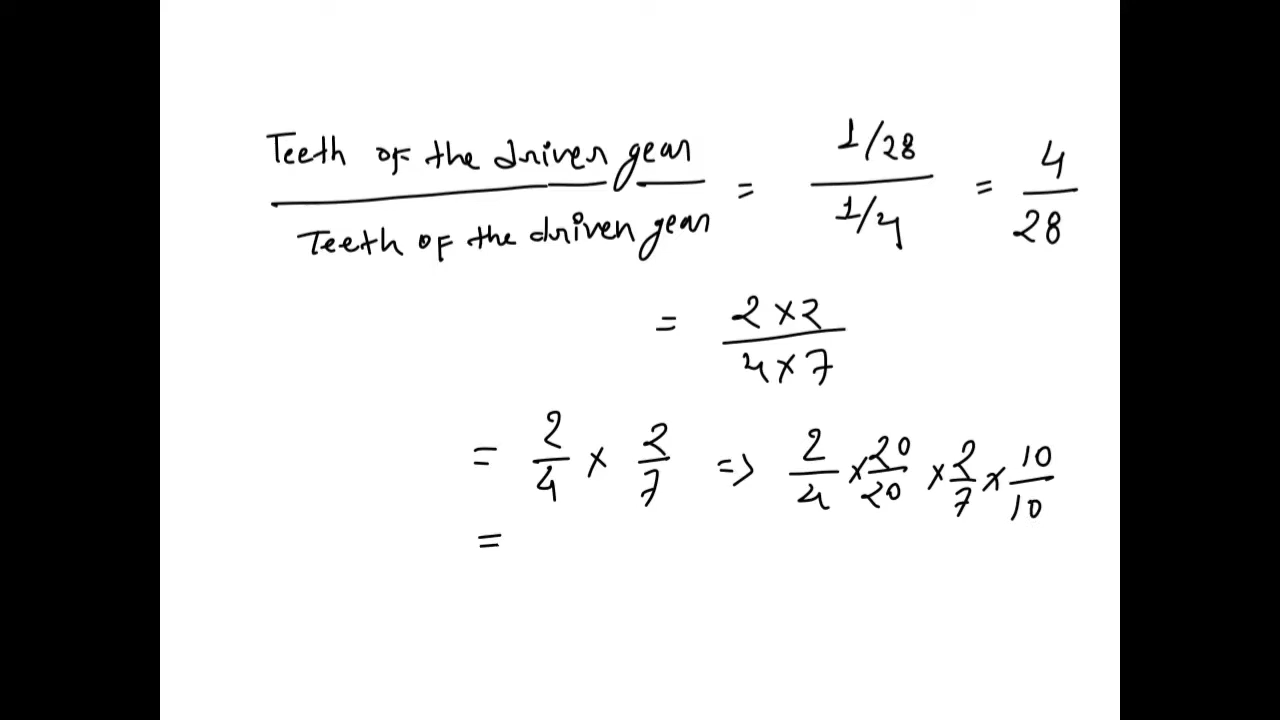 Teeth of the driver gear / Teeth of the driven gear = 1/28 / 1/4 = 4/28
= 2×2 / 4×7
= 2/4 × 2/7 => 2/4 × 20/20 × 2/7 × 10/10
=